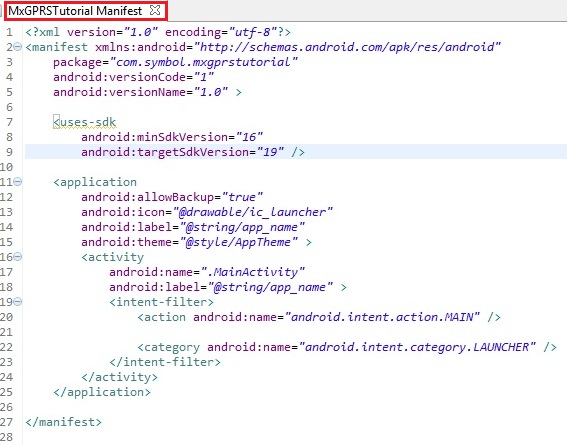 MxGPRSTutorial Manifest
1 <?xml version="1.0" encoding="utf-8"?>
2 <manifest xmlns:android="http://schemas.android.com/apk/res/android"
3 package="com.symbol.mxgprstutorial"
4 android:versionCode="1"
5 android:versionName="1.0" >
6
7 <uses-sdk
8 android:minSdkVersion="16"
9 android:targetSdkVersion="19" />
10
11 <application
12 android:allowBackup="true"
13 android:icon="@drawable/ic_launcher"
14 android:label="@string/app_name"
15 android:theme="@style/AppTheme" >
16 <activity
17 android:name=".MainActivity"
18 android:label="@string/app_name" >
19 <intent-filter>
20 <action android:name="android.intent.action.MAIN" />
21
22 <category android:name="android.intent.category.LAUNCHER" />
23 </intent-filter>
24 </activity>
25 </application>
26
27 </manifest>
28